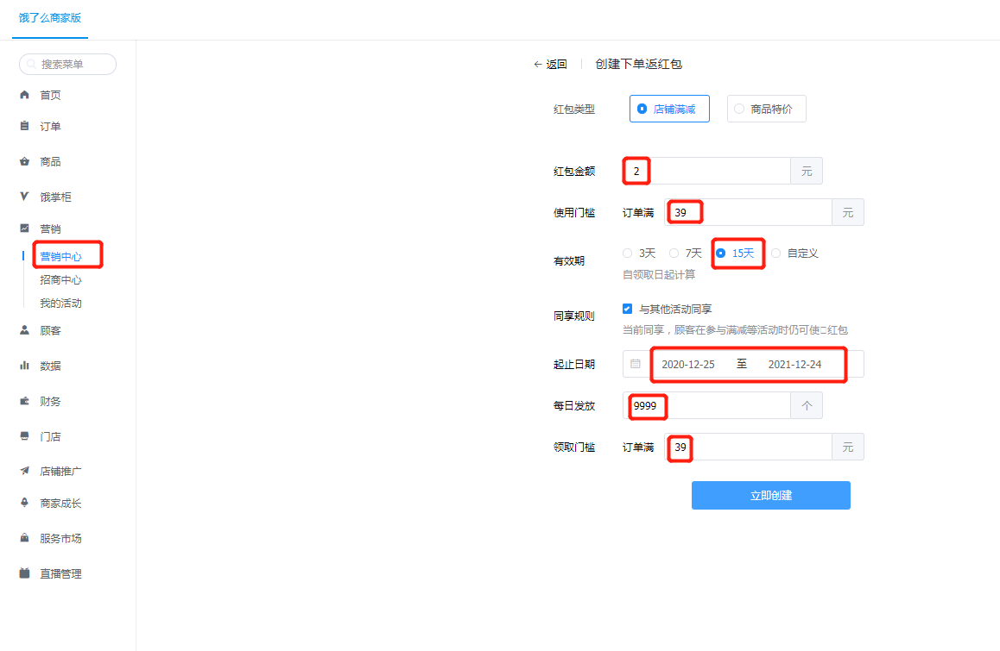 饿了么商家版
搜索菜单
首页
订单
商品
饿掌柜
营销
营销中心
招商中心
我的活动
顾客
数据
财务
门店
店铺推广
商家成长
服务市场
直播管理
← 返回 创建下单返红包
红包类型 店铺满减 商品特价
红包金额 2 元
使用门槛 订单满 39 元
有效期 3天 7天 15天 自定义
自领取日起计算
同享规则 与其他活动同享
当前同享，顾客在参与满减等活动时仍可使 红包
起止日期 2020-12-25 至 2021-12-24
每日发放 9999 个
领取门槛 订单满 39 元
立即创建